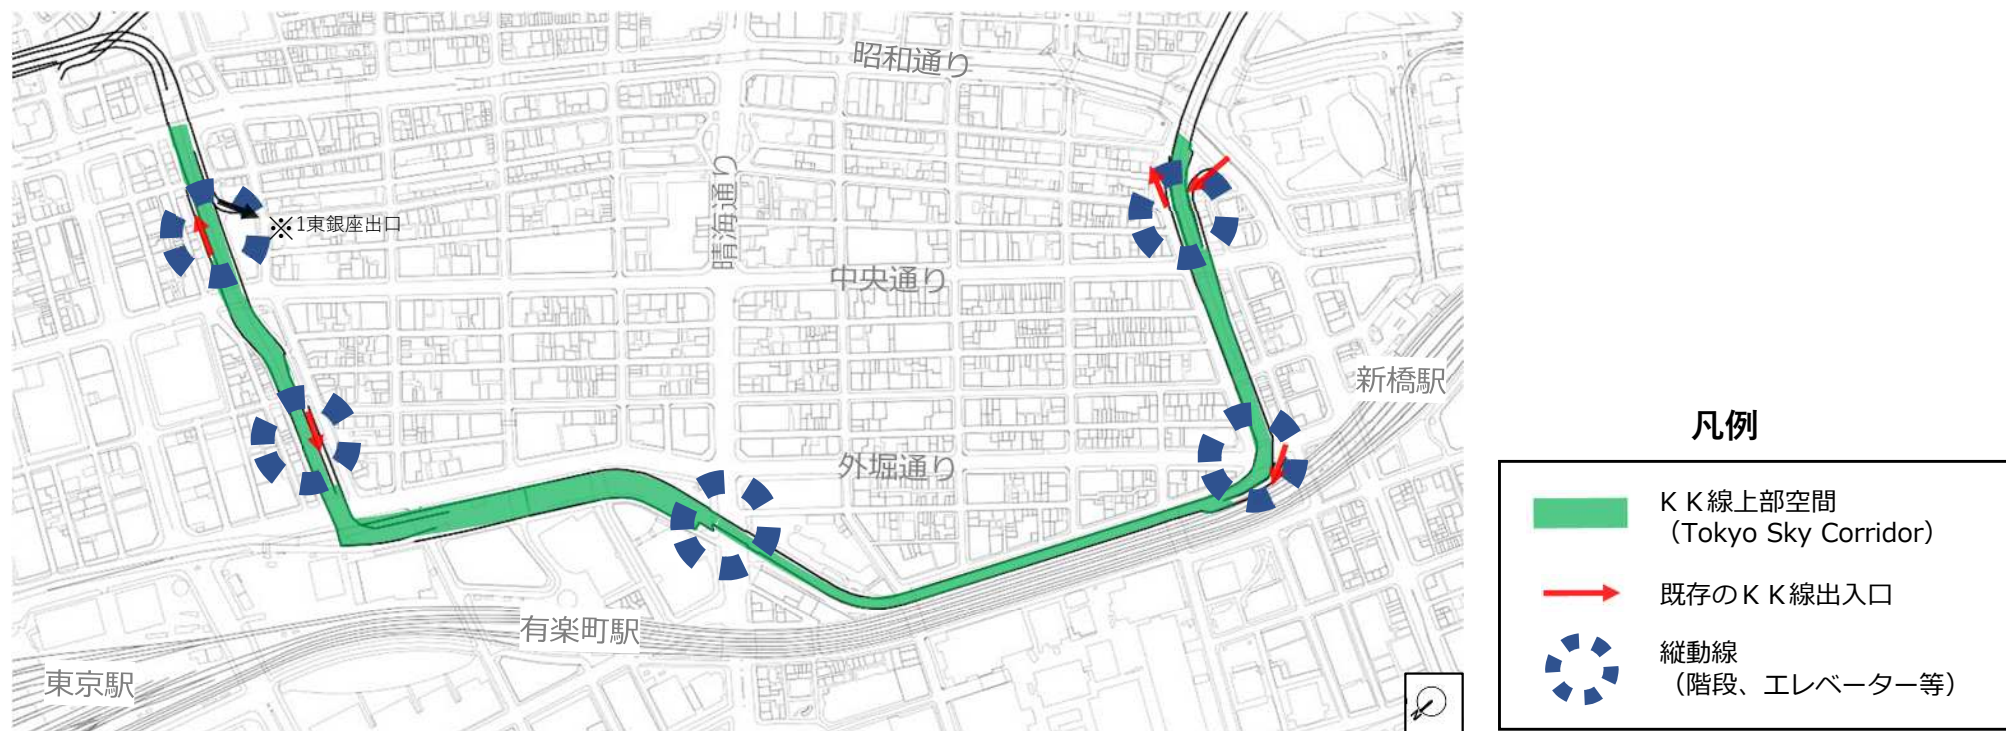 昭和通り
晴海通り
※1東銀座出口
中央通り
新橋駅
外堀通り
有楽町駅
東京駅
凡例
ＫＫ線上部空間
（Tokyo Sky Corridor）
既存のＫＫ線出入口
縦動線
（階段、エレベーター等）